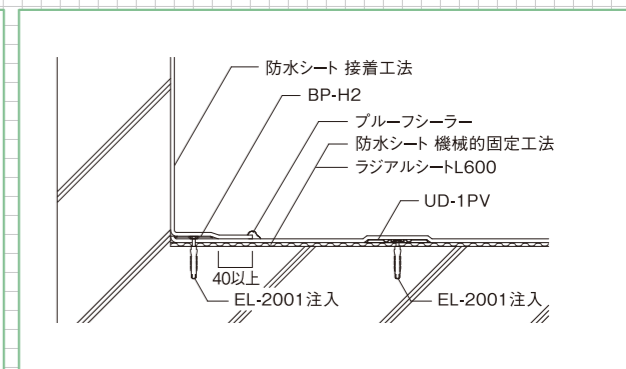 防水シート 接着工法
BP-H2
プルーフシーラー
防水シート 機械的固定工法
ラジアルシートL600
UD-1PV
40以上
EL-2001注入
EL-2001注入